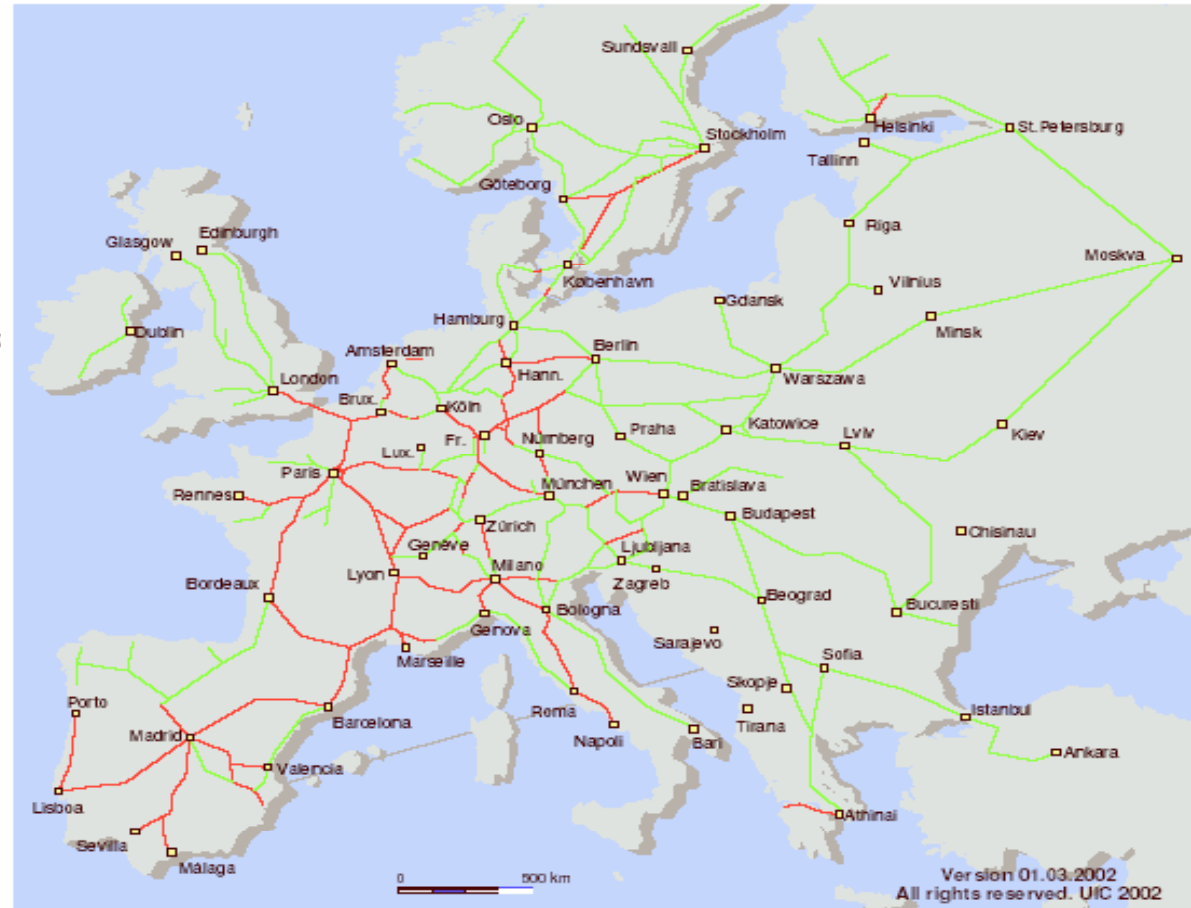 Sundsvall
Oslo
Helsinki
St.Petersburg
Stockholm
Tallinn
Göteborg
Riga
Edinburgh
Glasgow
Moskva
København
Vilnius
Gdansk
Minsk
Hamburg
Dublin
Amsterdam
Berlin
Hann.
Warszawa
London
Brux.
Köln
Katowice
Kiev
Lviv
Fr.
Nürnberg
Praha
Lux.
Paris
Wien
München
Bratislava
Rennes
Budapest
Zürich
Chisinau
Genève
Ljubljana
Lyon
Milano
Zagreb
Bordeaux
Beograd
Bucuresti
Bologna
Genova
Sarajevo
Marseille
Sofia
Skopje
Porto
Roma
Istanbul
Barcelona
Tirana
Madrid
Napoli
Bari
Ankara
Valencia
Lisboa
Athinai
Sevilla
Málaga
0 500 km
Version 01.03.2002
All rights reserved. UIC 2002